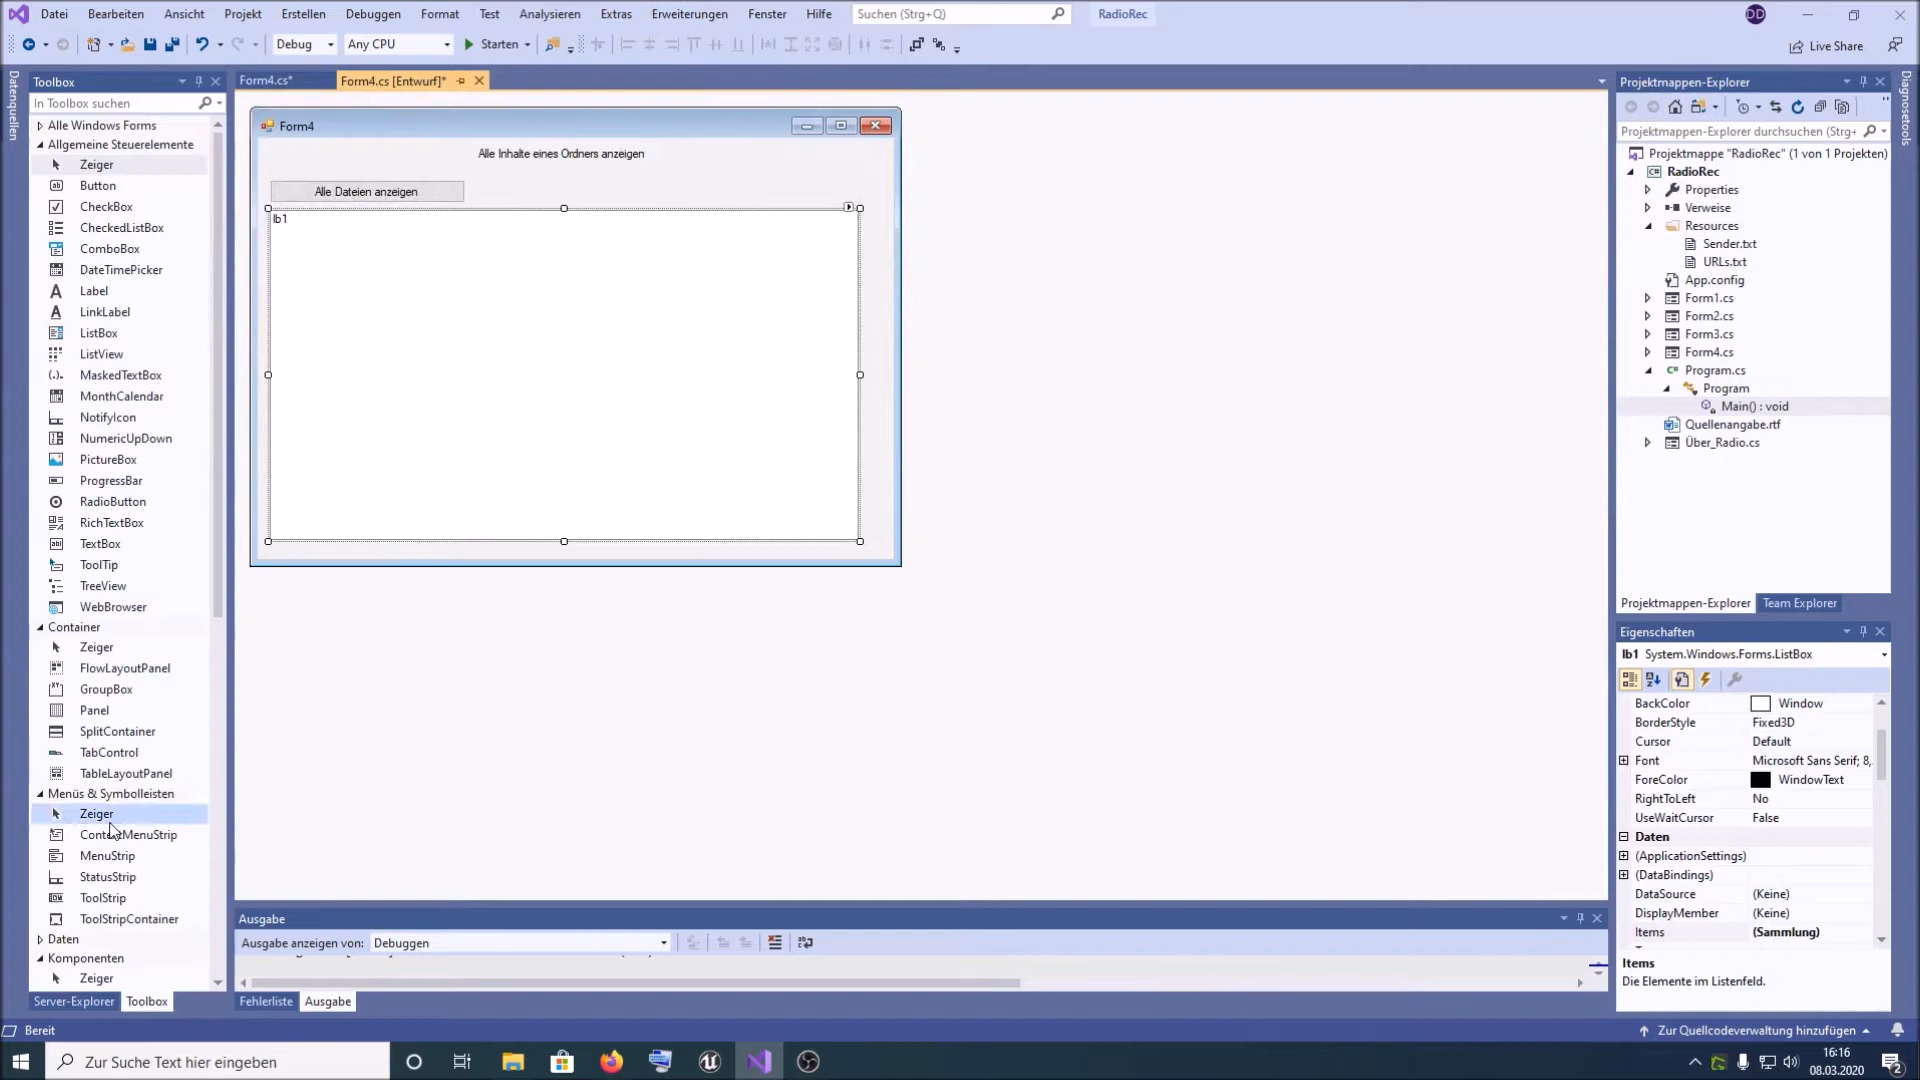 Datei Bearbeiten Ansicht Projekt Erstellen Debuggen Format Test Analysieren Extras Erweiterungen Fenster Hilfe Suchen (Strg+Q) RadioRec DD
Debug Any CPU Starten Live Share
Datenquellen
Toolbox
In Toolbox suchen
Alle Windows Forms
Allgemeine Steuerelemente
Zeiger
Button
CheckBox
CheckedListBox
ComboBox
DateTimePicker
Label
LinkLabel
ListBox
ListView
MaskedTextBox
MonthCalendar
NotifyIcon
NumericUpDown
PictureBox
ProgressBar
RadioButton
RichTextBox
TextBox
ToolTip
TreeView
WebBrowser
Container
Zeiger
FlowLayoutPanel
GroupBox
Panel
SplitContainer
TabControl
TableLayoutPanel
Menüs & Symbolleisten
Zeiger
ContextMenuStrip
MenuStrip
StatusStrip
ToolStrip
ToolStripContainer
Daten
Komponenten
Zeiger
Server-Explorer Toolbox
Form4.cs* Form4.cs [Entwurf]*
Form4
Alle Inhalte eines Ordners anzeigen
Alle Dateien anzeigen
lb1
Ausgabe
Ausgabe anzeigen von: Debuggen
Fehlerliste Ausgabe
Projektmappen-Explorer
Projektmappen-Explorer durchsuchen (Strg+
Projektmappe "RadioRec" (1 von 1 Projekten)
RadioRec
Properties
Verweise
Resources
Sender.txt
URLs.txt
App.config
Form1.cs
Form2.cs
Form3.cs
Form4.cs
Program.cs
Program
Main() : void
Quellenangabe.rtf
Über_Radio.cs
Projektmappen-Explorer Team Explorer
Eigenschaften
lb1 System.Windows.Forms.ListBox
BackColor Window
BorderStyle Fixed3D
Cursor Default
Font Microsoft Sans Serif; 8,
ForeColor WindowText
RightToLeft No
UseWaitCursor False
Daten
(ApplicationSettings)
(DataBindings)
DataSource (Keine)
DisplayMember (Keine)
Items (Sammlung)
Items
Die Elemente im Listenfeld.
Diagnosetools
Bereit Zur Quellcodeverwaltung hinzufügen
Zur Suche Text hier eingeben
16:16
08.03.2020
2